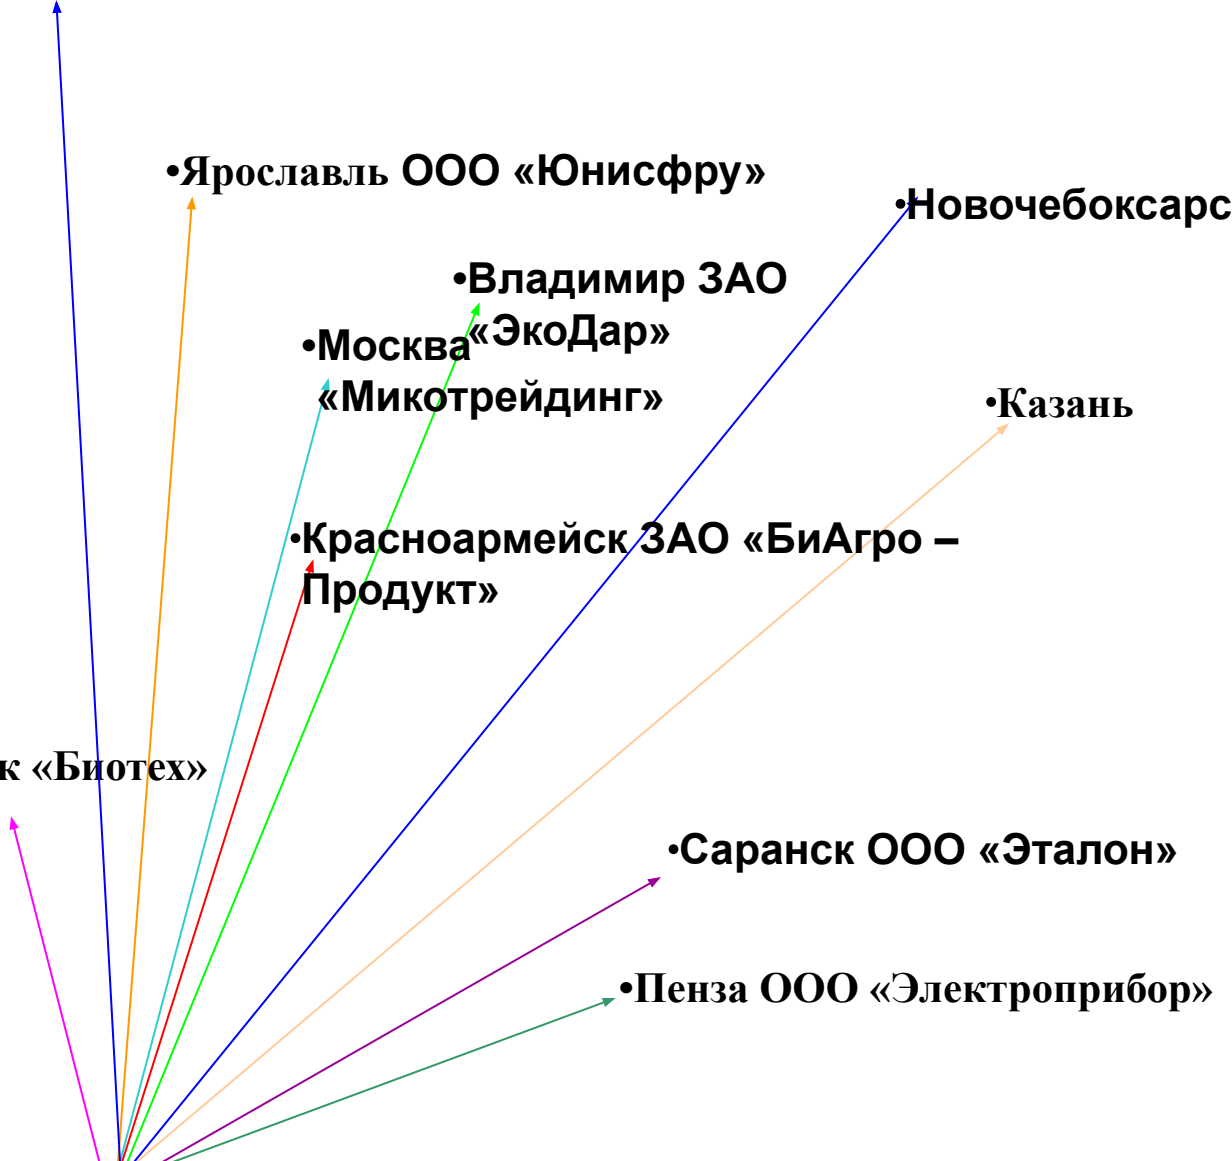 •Ярославль ООО «Юнисфру»
•Новочебоксарс
•Владимир ЗАО
«ЭкоДар»
•Москва
«Микотрейдинг»
•Казань
•Красноармейск ЗАО «БиАгро –
Продукт»
к «Биотех»
•Саранск ООО «Эталон»
•Пенза ООО «Электроприбор»